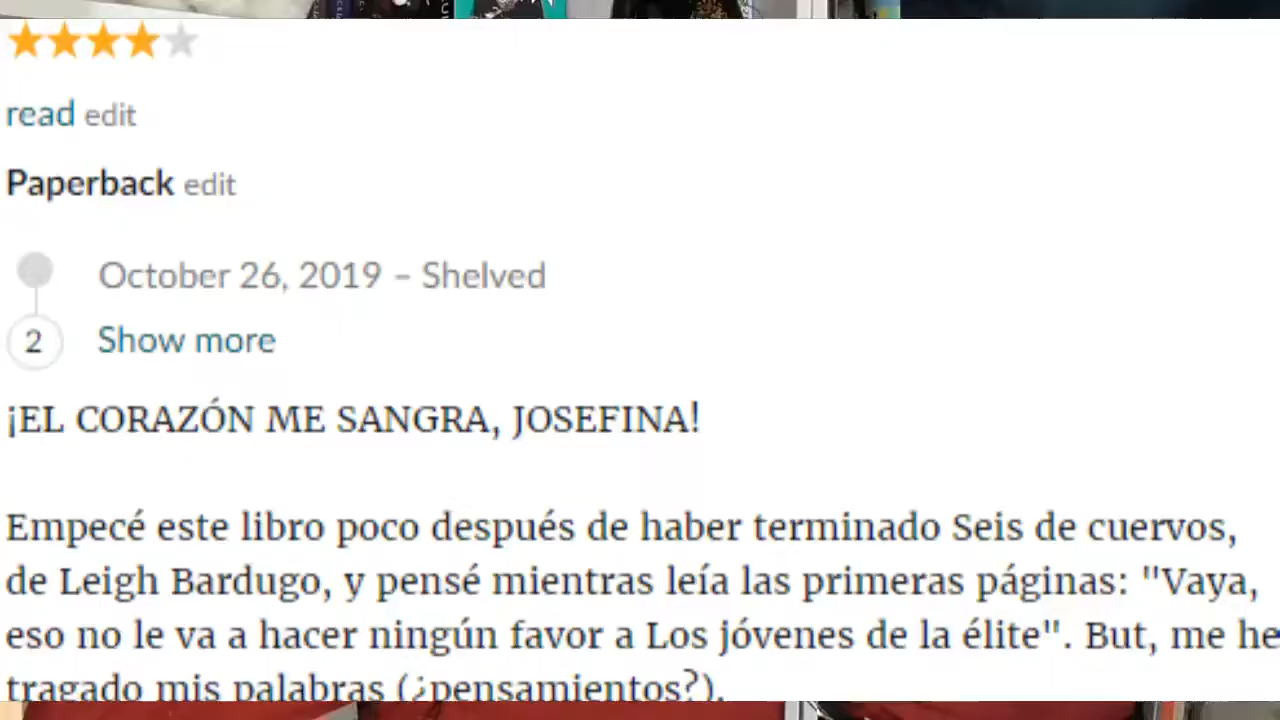 read edit
Paperback edit
October 26, 2019 – Shelved
2 Show more
¡EL CORAZÓN ME SANGRA, JOSEFINA!
Empecé este libro poco después de haber terminado Seis de cuervos,
de Leigh Bardugo, y pensé mientras leía las primeras páginas: "Vaya,
eso no le va a hacer ningún favor a Los jóvenes de la élite". But, me he
tragado mis palabras (¿pensamientos?).